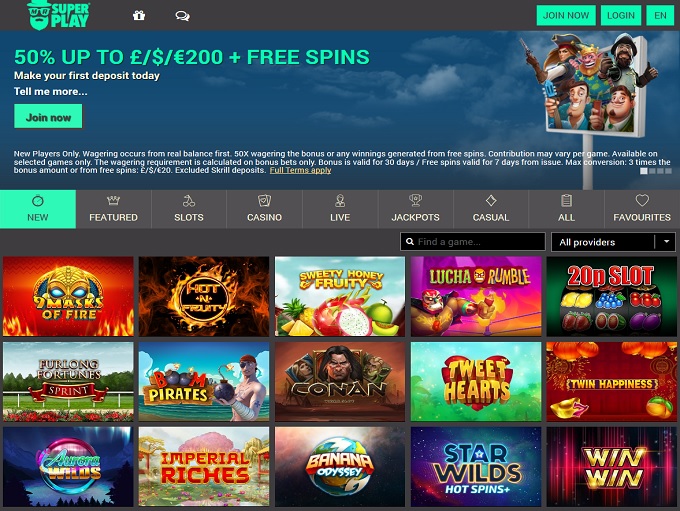 MR
SUPER
PLAY
JOIN NOW
LOGIN
EN
50% UP TO £/$/€200 + FREE SPINS
Make your first deposit today
Tell me more...
Join now
New Players Only. Wagering occurs from real balance first. 50X wagering the bonus or any winnings generated from free spins. Contribution may vary per game. Available on
selected games only. The wagering requirement is calculated on bonus bets only. Bonus is valid for 30 days / Free spins valid for 7 days from issue. Max conversion: 3 times the
bonus amount or from free spins: £/$/€20. Excluded Skrill deposits. Full Terms apply
NEW
FEATURED
SLOTS
CASINO
LIVE
JACKPOTS
CASUAL
ALL
FAVOURITES
Find a game...
All providers
9 MASKS
OF FIRE
HOT
-N-
FRUITY
SWEETY HONEY
FRUITY
LUCHA RUMBLE
20p SLOT
FURLONG
FORTUNES
SPRINT
BOOM
PIRATES
CONAN
TWEET
HEARTS
TWIN HAPPINESS
Aurora
WILDS
IMPERIAL
RICHES
BANANA
ODYSSEY
STAR
WILDS
HOT SPINS+
WIN
WIN